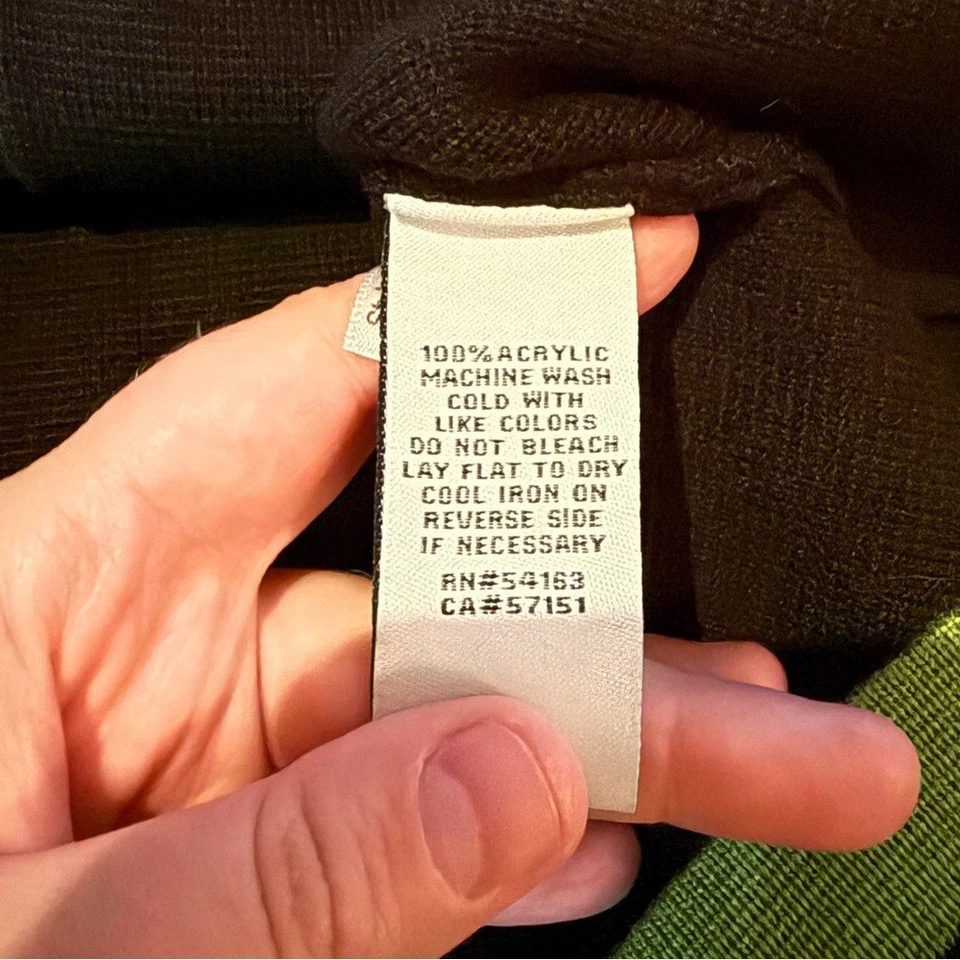 100% ACRYLIC
MACHINE WASH
COLD WITH
LIKE COLORS
DO NOT BLEACH
LAY FLAT TO DRY
COOL IRON ON
REVERSE SIDE
IF NECESSARY
RN#54163
CA#57151